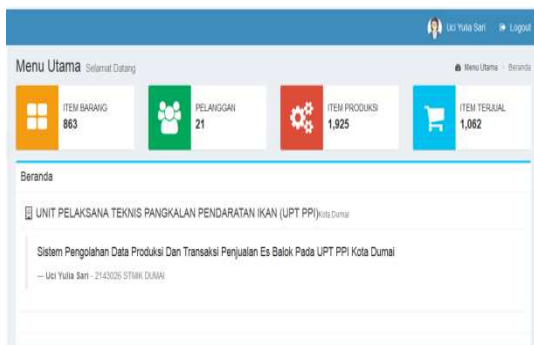 Uci Yulia Sari Logout
Menu Utama Selamat Datang Menu Utama > Beranda
ITEM BARANG
863
PELANGGAN
21
ITEM PRODUKSI
1,925
ITEM TERJUAL
1,062
Beranda
UNIT PELAKSANA TEKNIS PANGKALAN PENDARATAN IKAN (UPT PPI)Kota Dumai
Sistem Pengolahan Data Produksi Dan Transaksi Penjualan Es Balok Pada UPT PPI Kota Dumai
— Uci Yulia Sari - 2143026 STMIK DUMAI